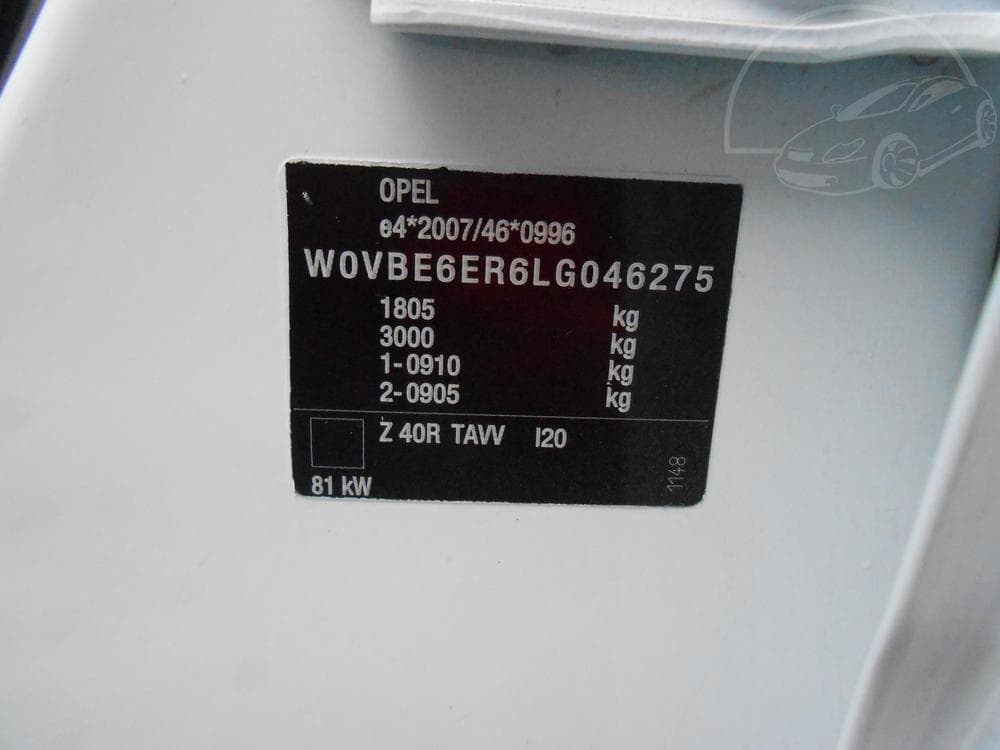 OPEL
e4*2007/46*0996
W0VBE6ER6LG046275
1805 kg
3000 kg
1-0910 kg
2-0905 kg
Z 40R TAVV I20
81 kW
1148